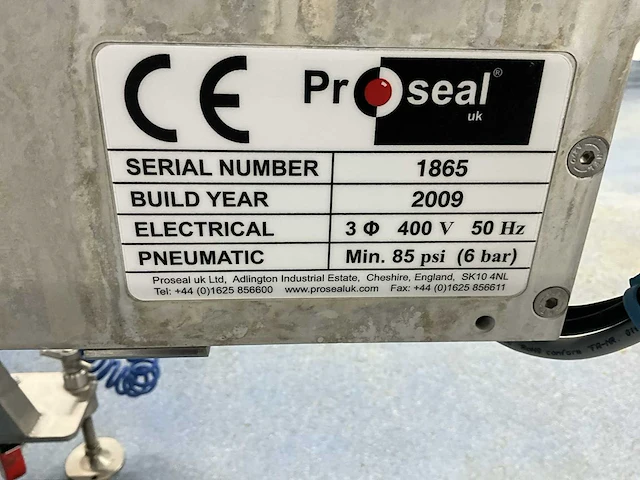 CE Proseal®
uk
SERIAL NUMBER 1865
BUILD YEAR 2009
ELECTRICAL 3 Φ 400 V 50 Hz
PNEUMATIC Min. 85 psi (6 bar)
Proseal uk Ltd, Adlington Industrial Estate, Cheshire, England, SK10 4NL
Tel: +44 (0)1625 856600 www.prosealuk.com Fax: +44 (0)1625 856611